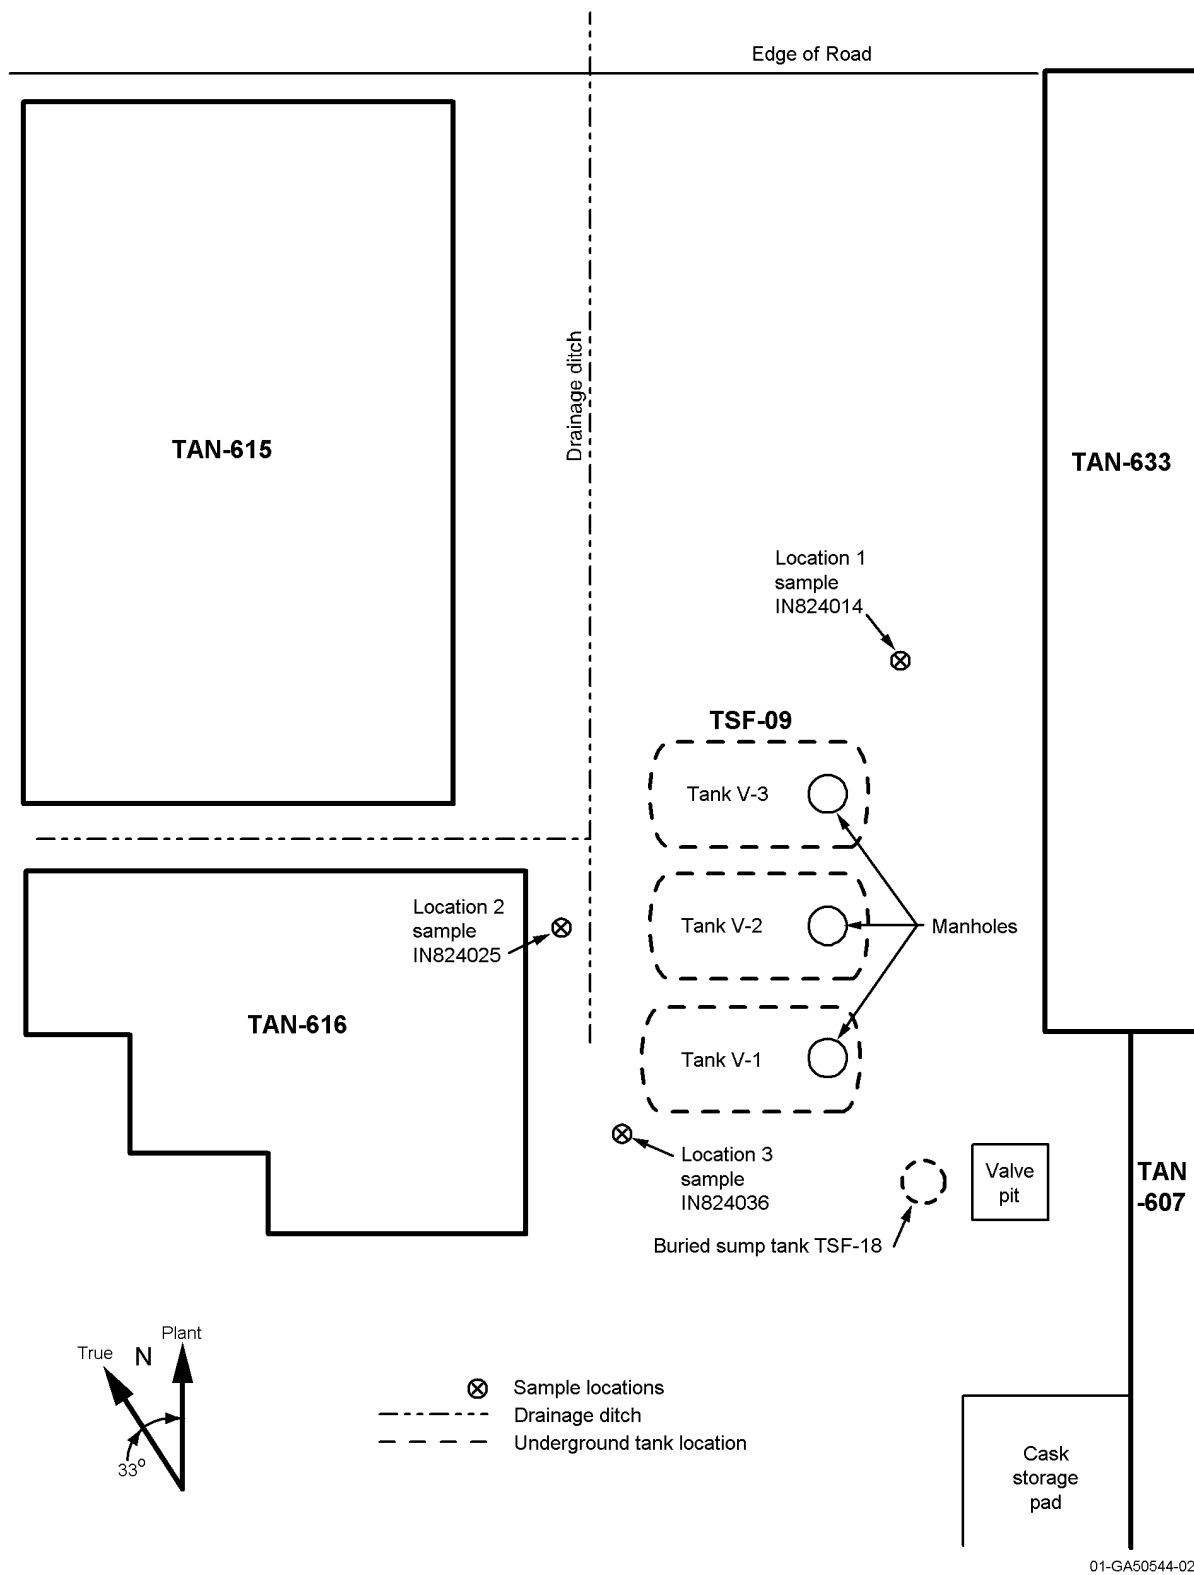 Edge of Road
Drainage ditch
TAN-615
TAN-633
Location 1
sample
IN824014
TSF-09
Tank V-3
Location 2
sample
IN824025
Tank V-2
Manholes
TAN-616
Tank V-1
Location 3
sample
IN824036
Valve
pit
TAN
-607
Buried sump tank TSF-18
Plant
True
N
33°
Sample locations
Drainage ditch
Underground tank location
Cask
storage
pad
01-GA50544-02